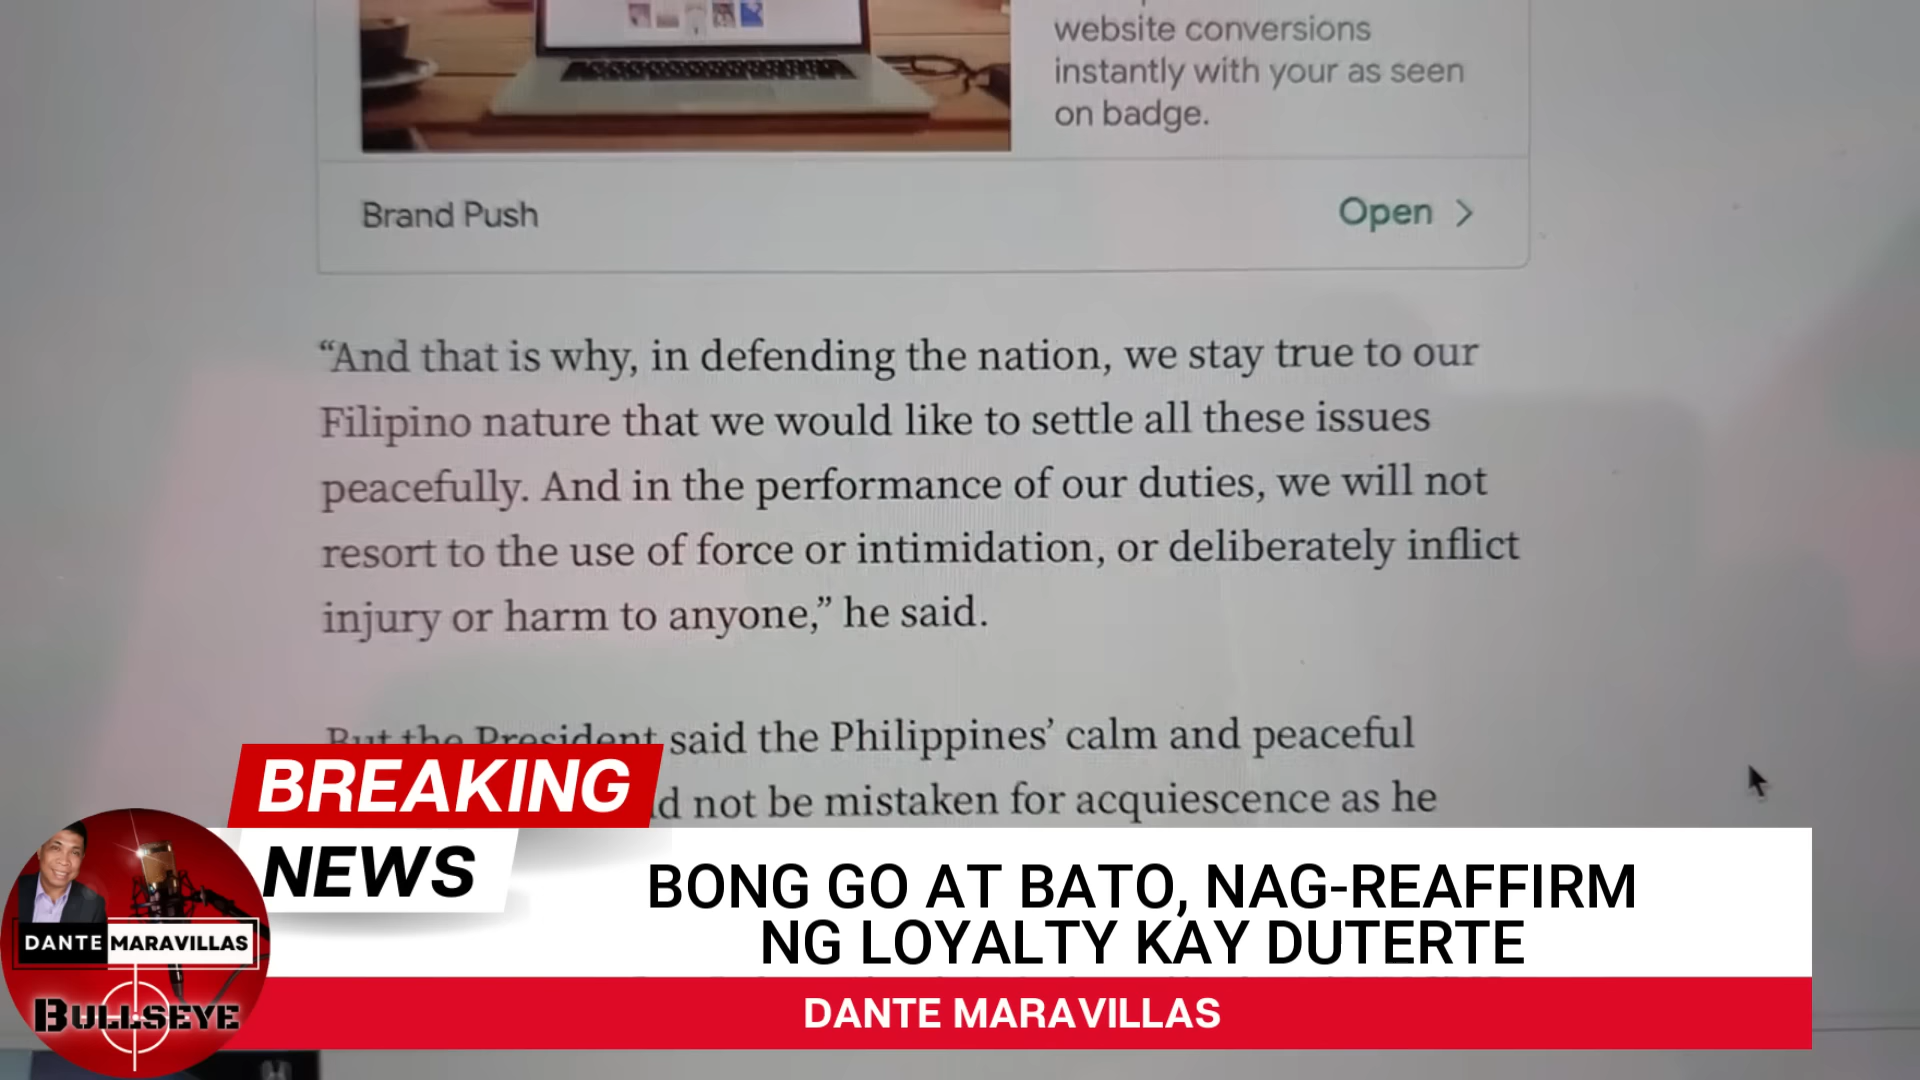 website conversions
instantly with your as seen
on badge.
Brand Push
Open >
“And that is why, in defending the nation, we stay true to our
Filipino nature that we would like to settle all these issues
peacefully. And in the performance of our duties, we will not
resort to the use of force or intimidation, or deliberately inflict
injury or harm to anyone,” he said.
But the President said the Philippines’ calm and peaceful
not be mistaken for acquiescence as he
BREAKING
NEWS
BONG GO AT BATO, NAG-REAFFIRM
NG LOYALTY KAY DUTERTE
DANTE MARAVILLAS
DANTE MARAVILLAS
BULLSEYE